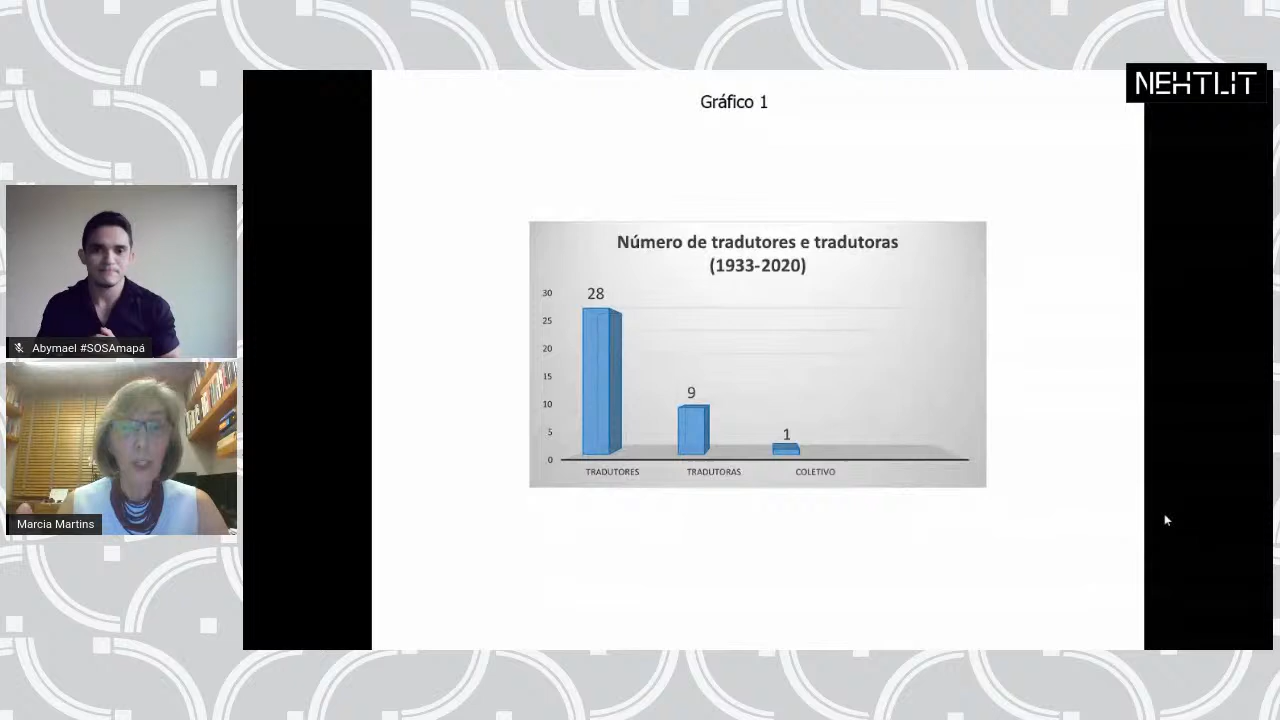 NEHTLIT
Gráfico 1
Número de tradutores e tradutoras
(1933-2020)
30
25
20
15
10
5
0
28
9
1
TRADUTORES
TRADUTORAS
COLETIVO
Abymael #SOSAmapá
Marcia Martins